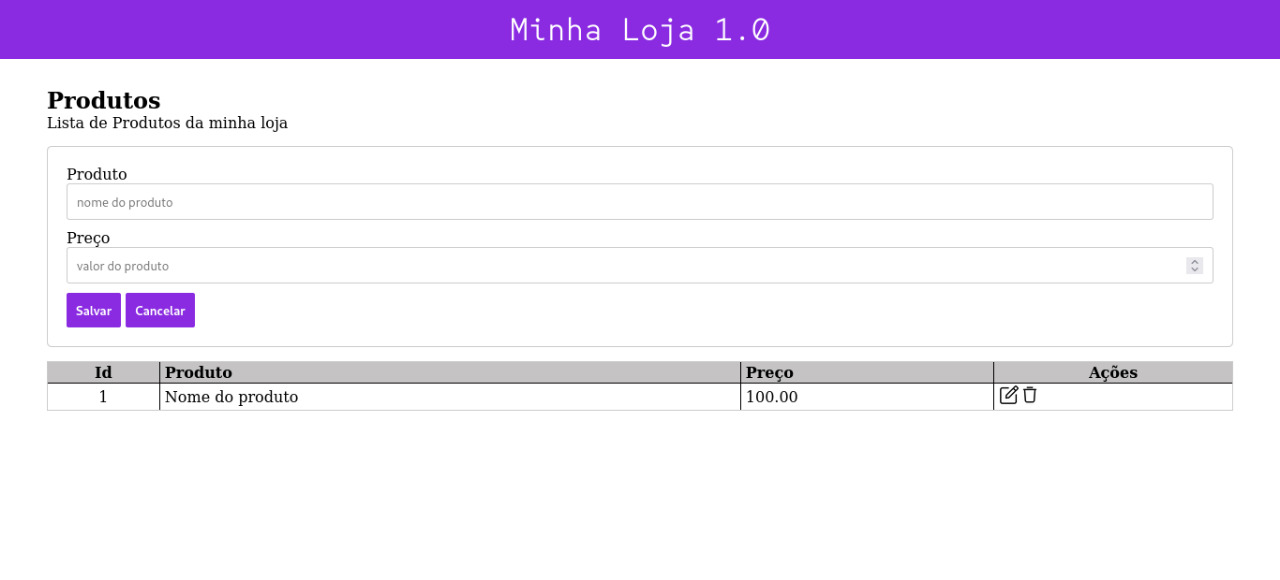 Minha Loja 1.0
Produtos
Lista de Produtos da minha loja
Produto
nome do produto
Preço
valor do produto
Salvar Cancelar
Id Produto Preço Ações
1 Nome do produto 100.00